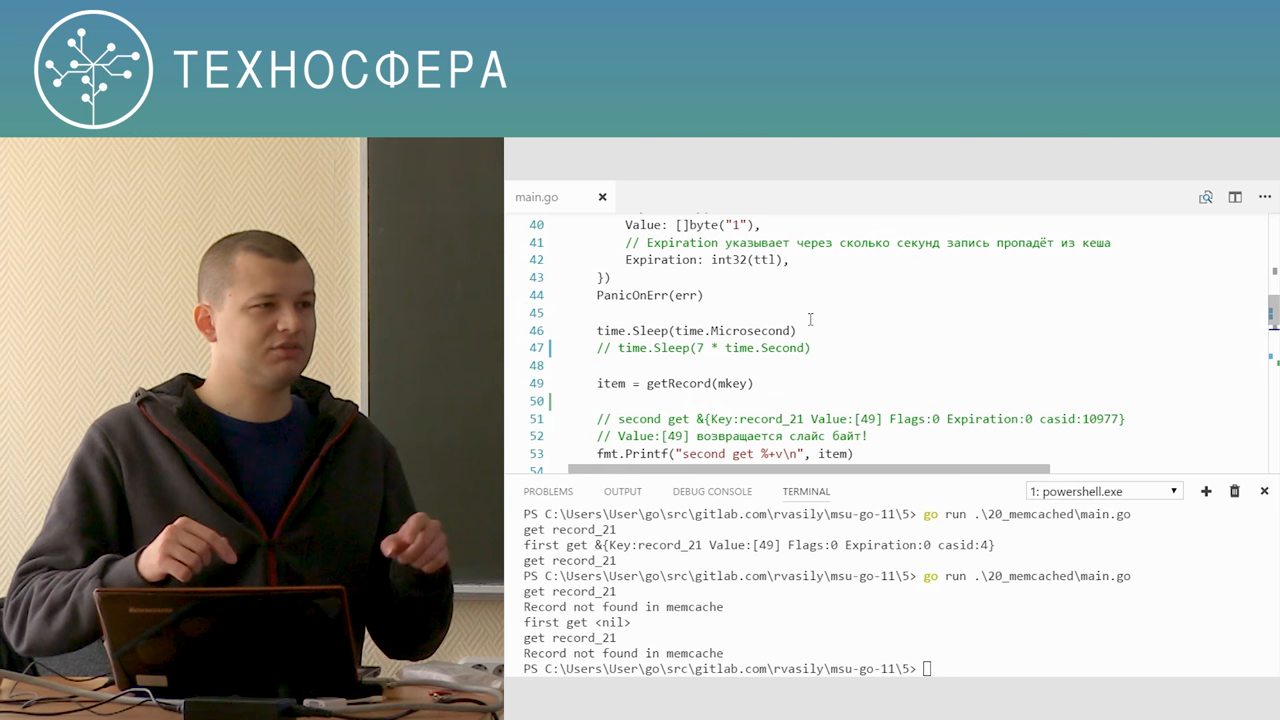 ТЕХНОСФЕРА
main.go
40 Value: []byte("1"),
41 // Expiration указывает через сколько секунд запись пропадёт из кеша
42 Expiration: int32(ttl),
43 })
44 PanicOnErr(err)
45
46 time.Sleep(time.Microsecond)
47 // time.Sleep(7 * time.Second)
48
49 item = getRecord(mkey)
50
51 // second get &{Key:record_21 Value:[49] Flags:0 Expiration:0 casid:10977}
52 // Value:[49] возвращается слайс байт!
53 fmt.Printf("second get %+v\n", item)
54
PROBLEMS OUTPUT DEBUG CONSOLE TERMINAL 1: powershell.exe
PS C:\Users\User\go\src\gitlab.com\rvasily\msu-go-11\5> go run .\20_memcached\main.go
get record_21
first get &{Key:record_21 Value:[49] Flags:0 Expiration:0 casid:4}
get record_21
PS C:\Users\User\go\src\gitlab.com\rvasily\msu-go-11\5> go run .\20_memcached\main.go
get record_21
Record not found in memcache
first get <nil>
get record_21
Record not found in memcache
PS C:\Users\User\go\src\gitlab.com\rvasily\msu-go-11\5>